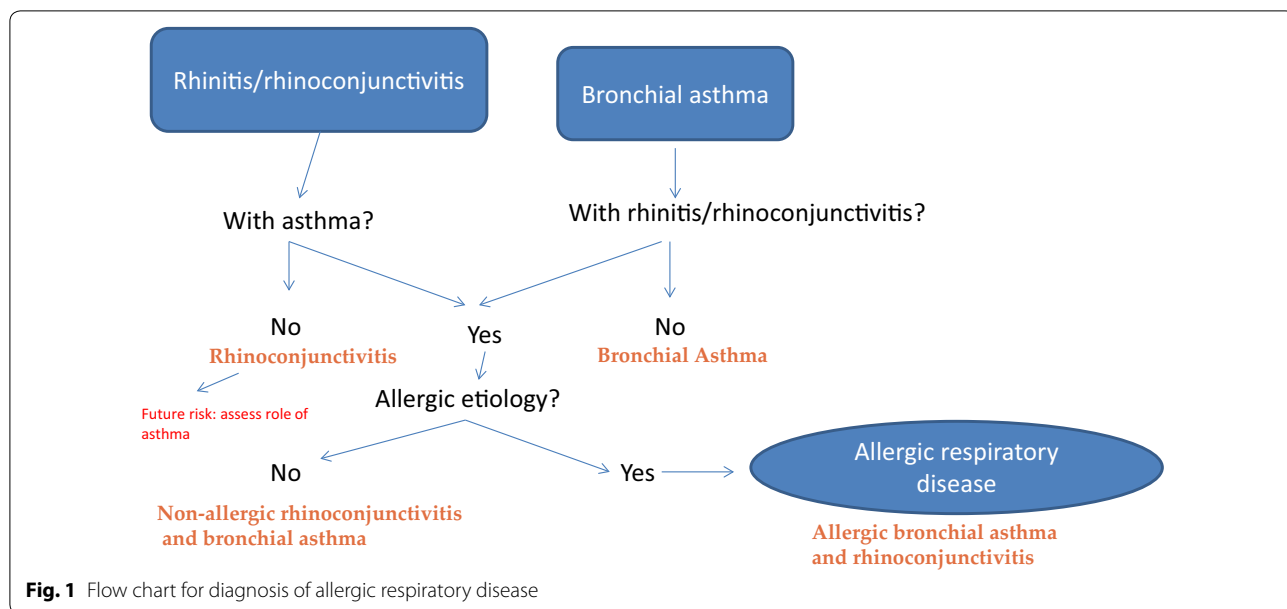 Rhinitis/rhinoconjunctivitis
Bronchial asthma
With asthma?
With rhinitis/rhinoconjunctivitis?
No
Rhinoconjunctivitis
Yes
No
Bronchial Asthma
Future risk: assess role of
asthma
Allergic etiology?
No
Non-allergic rhinoconjunctivitis
and bronchial asthma
Yes
Allergic respiratory
disease
Allergic bronchial asthma
and rhinoconjunctivitis
Fig. 1 Flow chart for diagnosis of allergic respiratory disease